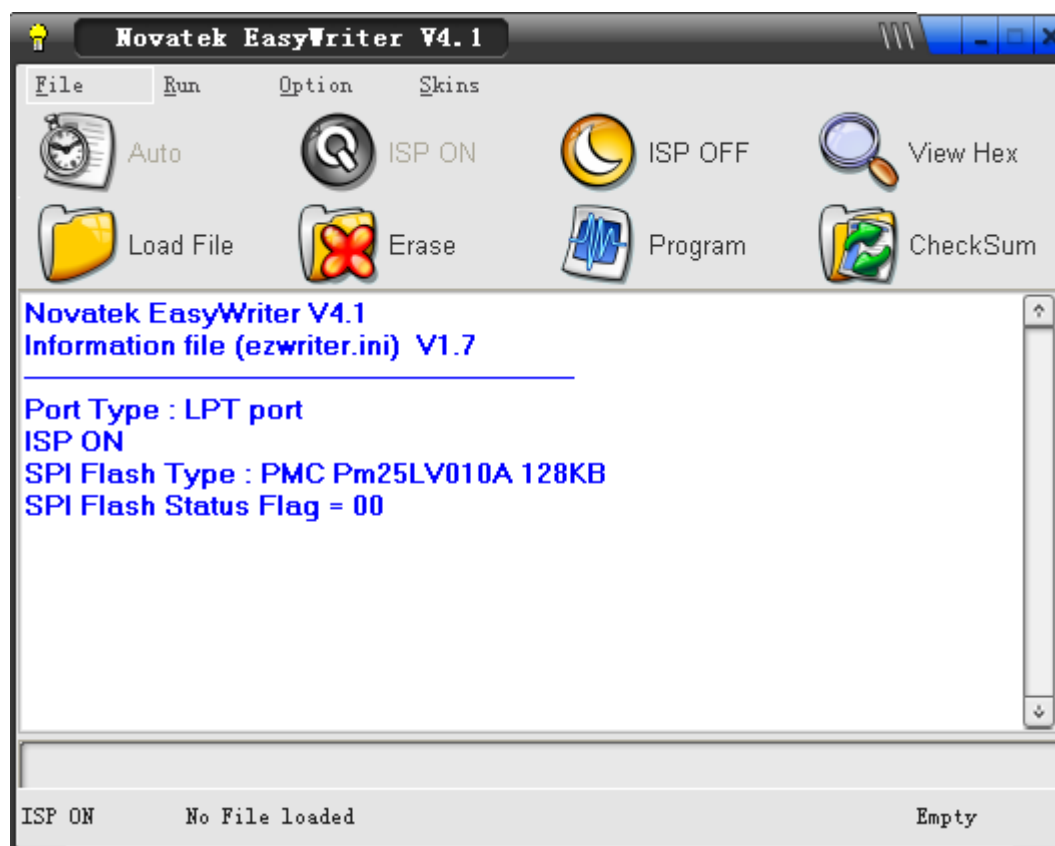 Novatek EasyWriter V4.1
File Run Option Skins
Auto ISP ON ISP OFF View Hex
Load File Erase Program CheckSum
Novatek EasyWriter V4.1
Information file (ezwriter.ini) V1.7
Port Type : LPT port
ISP ON
SPI Flash Type : PMC Pm25LV010A 128KB
SPI Flash Status Flag = 00
ISP ON No File loaded Empty